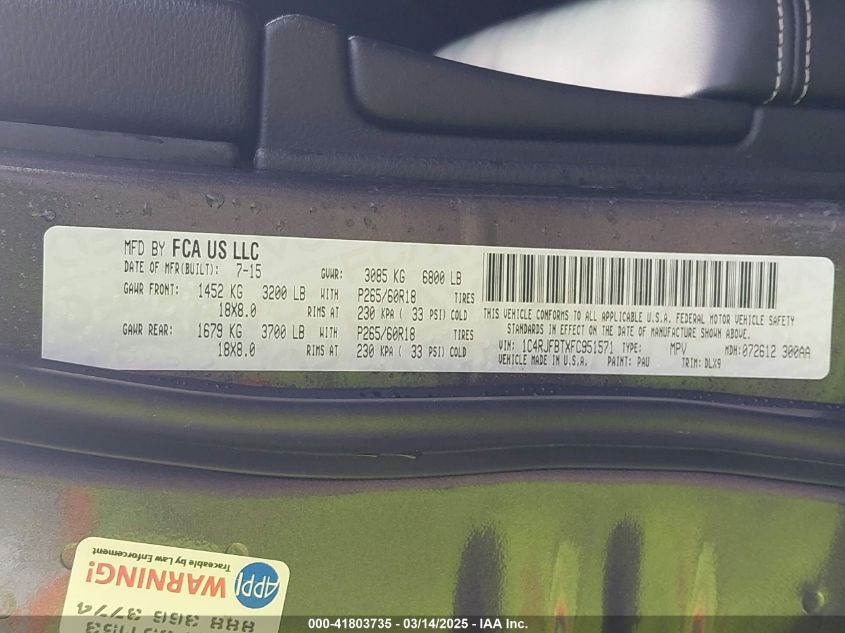 MFD BY FCA US LLC
DATE OF MFR(BUILT): 7-15 GVWR: 3085 KG 6800 LB
GAWR FRONT: 1452 KG 3200 LB WITH P265/60R18 TIRES
18X8.0 RIMS AT 230 KPA ( 33 PSI) COLD
GAWR REAR: 1679 KG 3700 LB WITH P265/60R18 TIRES
18X8.0 RIMS AT 230 KPA ( 33 PSI) COLD
THIS VEHICLE CONFORMS TO ALL APPLICABLE U.S.A. FEDERAL MOTOR VEHICLE SAFETY
STANDARDS IN EFFECT ON THE DATE OF MANUFACTURE SHOWN ABOVE.
VIN: 1C4RJFBTXFC951571 TYPE: MPV MDH: 072612 300AA
VEHICLE MADE IN U.S.A. PAINT: PAU TRIM: DLX9
APPI
WARNING!
Traceable by Law Enforcement
888 366 3774
000-41803735 - 03/14/2025 - IAA Inc.